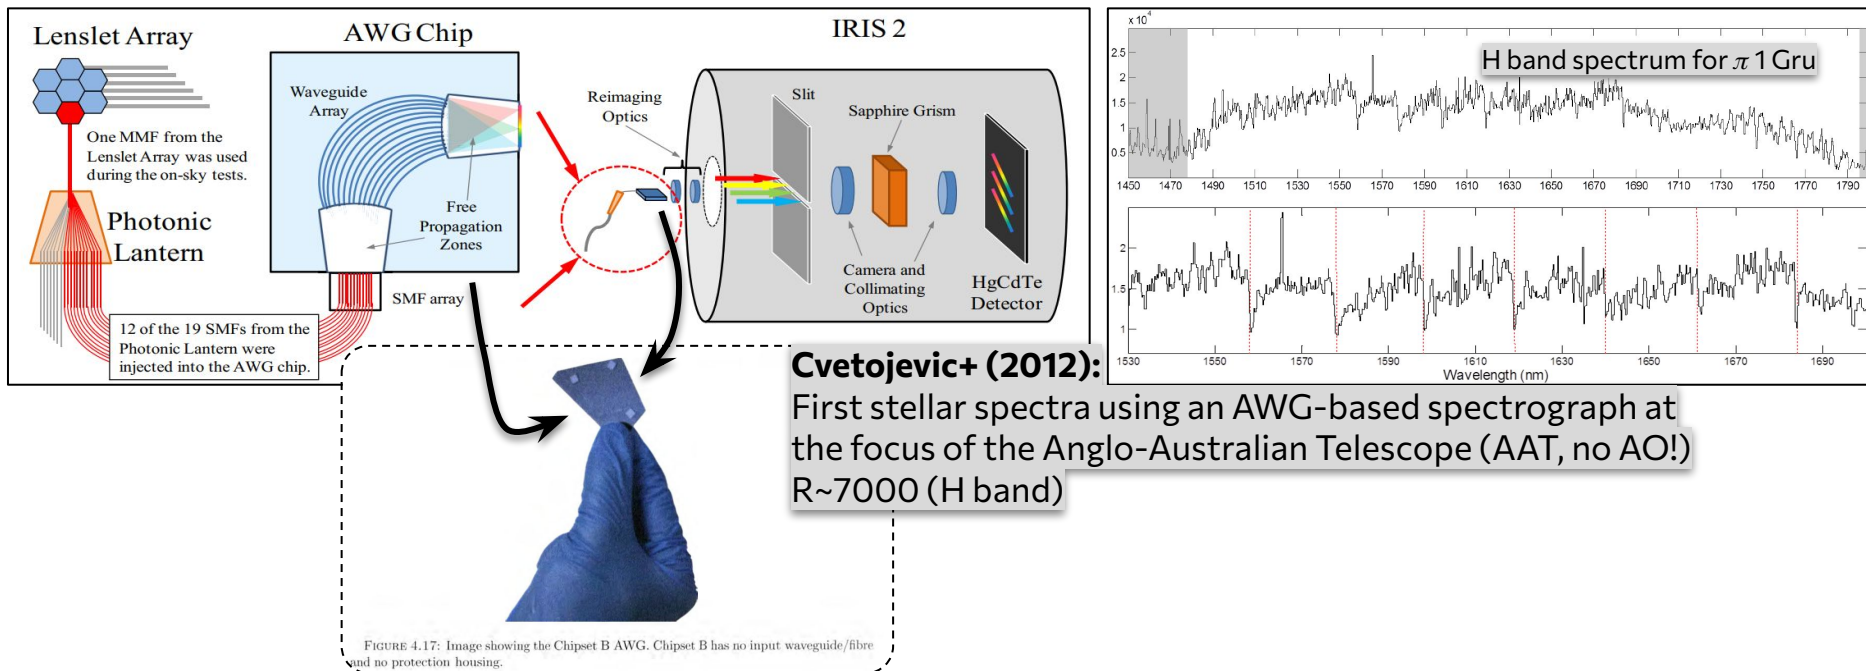 Lenslet Array
One MMF from the
Lenslet Array was used
during the on-sky tests.
Photonic
Lantern
12 of the 19 SMFs from the
Photonic Lantern were
injected into the AWG chip.
AWG Chip
Waveguide
Array
Free
Propagation
Zones
SMF array
IRIS 2
Reimaging
Optics
Slit
Sapphire Grism
Camera and
Collimating
Optics
HgCdTe
Detector
x 10⁴
H band spectrum for π 1 Gru
2.5
2
1.5
1
0.5
1450 1470 1490 1510 1530 1550 1570 1590 1610 1630 1650 1670 1690 1710 1730 1750 1770 1790
2
1.5
1
1530 1550 1570 1590 1610 1630 1650 1670 1690
Wavelength (nm)
Cvetojevic+ (2012):
First stellar spectra using an AWG-based spectrograph at
the focus of the Anglo-Australian Telescope (AAT, no AO!)
R~7000 (H band)
FIGURE 4.17: Image showing the Chipset B AWG. Chipset B has no input waveguide/fibre
and no protection housing.